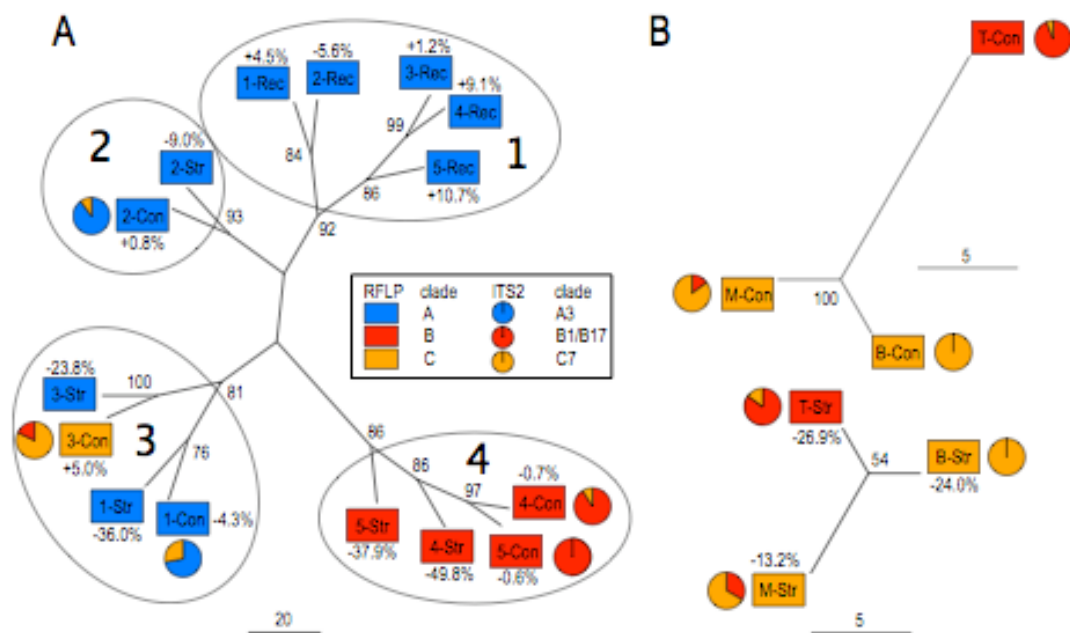 A
B
+4.5%
-5.6%
+1.2%
1-Rec
2-Rec
3-Rec
+9.1%
4-Rec
99
1
84
5-Rec
86
+10.7%
92
2
-9.0%
2-Str
2-Con
+0.8%
93
RFLP clade ITS2 clade
A A3
B B1/B17
C C7
-23.8%
3-Str
100
81
3-Con
+5.0%
3
76
1-Str
-36.0%
1-Con
-4.3%
86
86
4
97
-0.7%
4-Con
5-Str
-37.9%
4-Str
-49.8%
5-Con
-0.6%
20
T-Con
5
M-Con
100
B-Con
T-Str
-26.9%
54
B-Str
-24.0%
-13.2%
M-Str
5